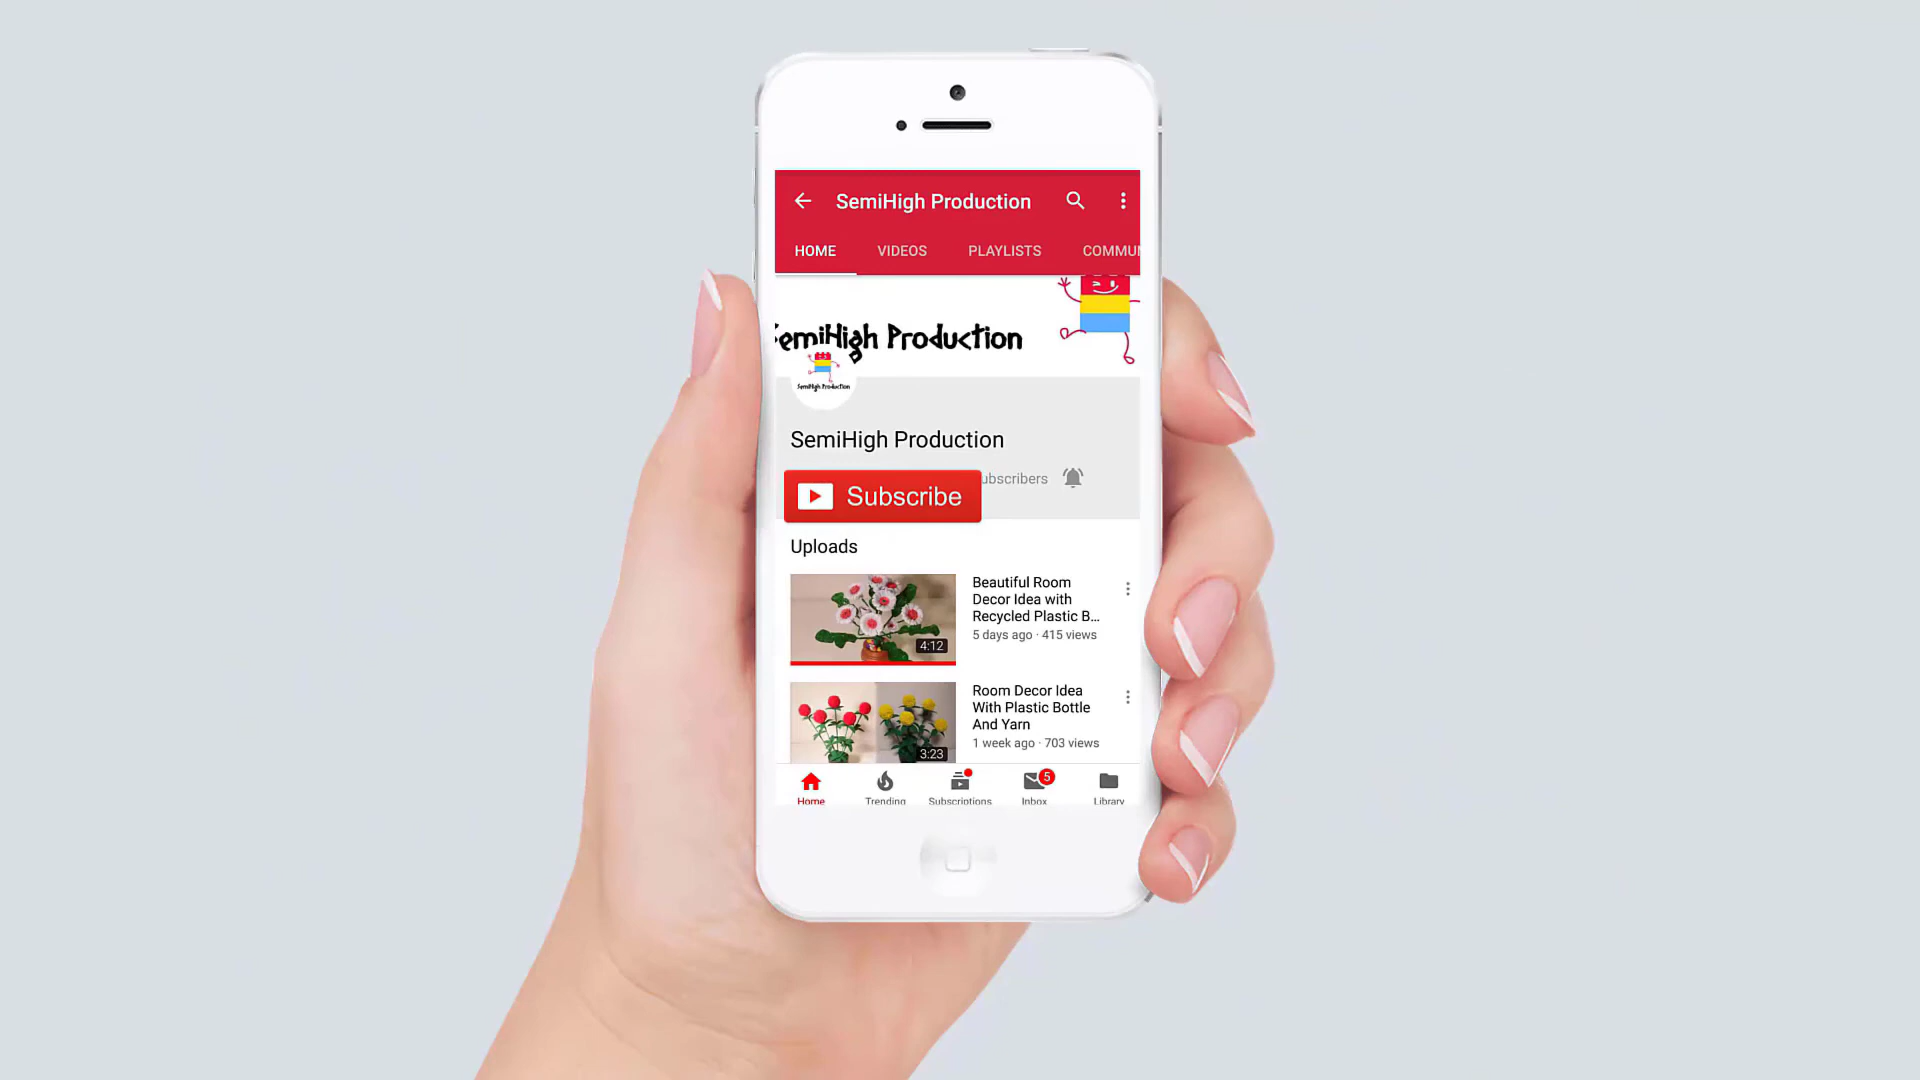 SemiHigh Production
HOME VIDEOS PLAYLISTS COMMU
SemiHigh Production
SemiHigh Production
SemiHigh Production
Subscribe ubscribers
Uploads
Beautiful Room
Decor Idea with
Recycled Plastic B...
5 days ago · 415 views
4:12
Room Decor Idea
With Plastic Bottle
And Yarn
1 week ago · 703 views
3:23
5
Home Trending Subscriptions Inbox Library